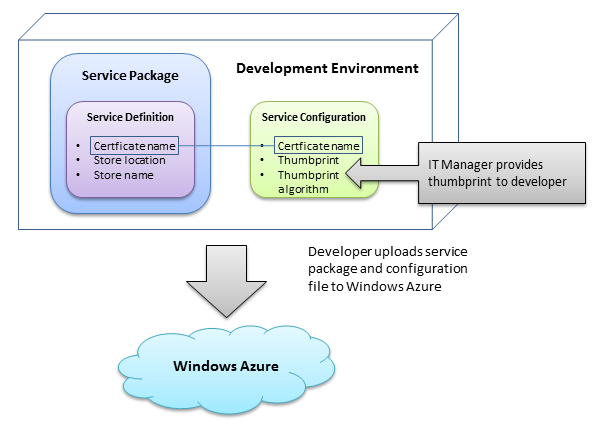 Service Package
Development Environment
Service Definition
• Certficate name
• Store location
• Store name
Service Configuration
• Certficate name
• Thumbprint
• Thumbprint
algorithm
IT Manager provides
thumbprint to developer
Developer uploads service
package and configuration
file to Windows Azure
Windows Azure